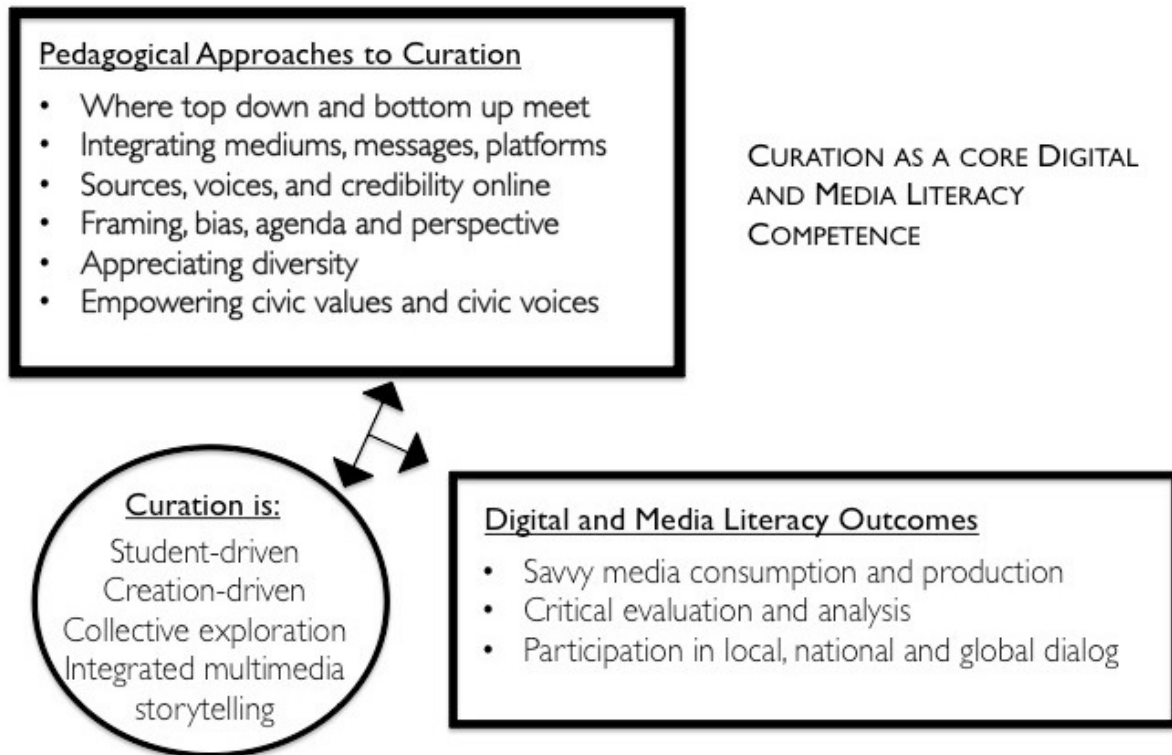 Pedagogical Approaches to Curation
• Where top down and bottom up meet
• Integrating mediums, messages, platforms
• Sources, voices, and credibility online
• Framing, bias, agenda and perspective
• Appreciating diversity
• Empowering civic values and civic voices
CURATION AS A CORE DIGITAL
AND MEDIA LITERACY
COMPETENCE
Curation is:
Student-driven
Creation-driven
Collective exploration
Integrated multimedia
storytelling
Digital and Media Literacy Outcomes
• Savvy media consumption and production
• Critical evaluation and analysis
• Participation in local, national and global dialog